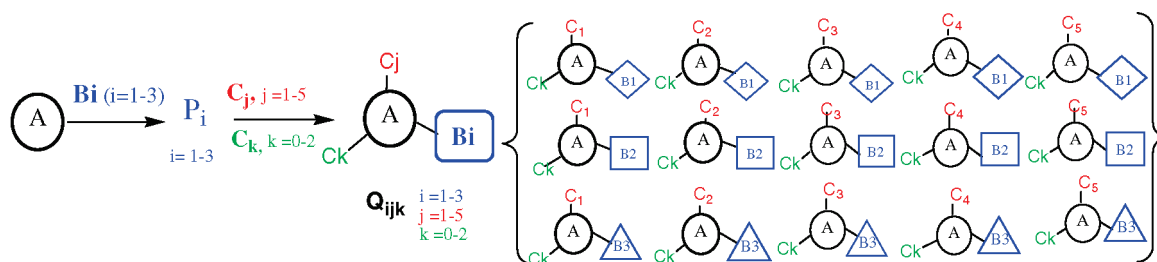 A
Bi (i=1-3)
Pi
i= 1-3
Cj, j=1-5
Ck, k=0-2
Cj
A
Ck
Bi
Qijk
i=1-3
j=1-5
k =0-2
C1 C2 C3 C4 C5
A A A A A
Ck Ck Ck Ck Ck
B1 B1 B1 B1 B1
C1 C2 C3 C4 C5
A A A A A
Ck Ck Ck Ck Ck
B2 B2 B2 B2 B2
C1 C2 C3 C4 C5
A A A A A
Ck Ck Ck Ck Ck
B3 B3 B3 B3 B3